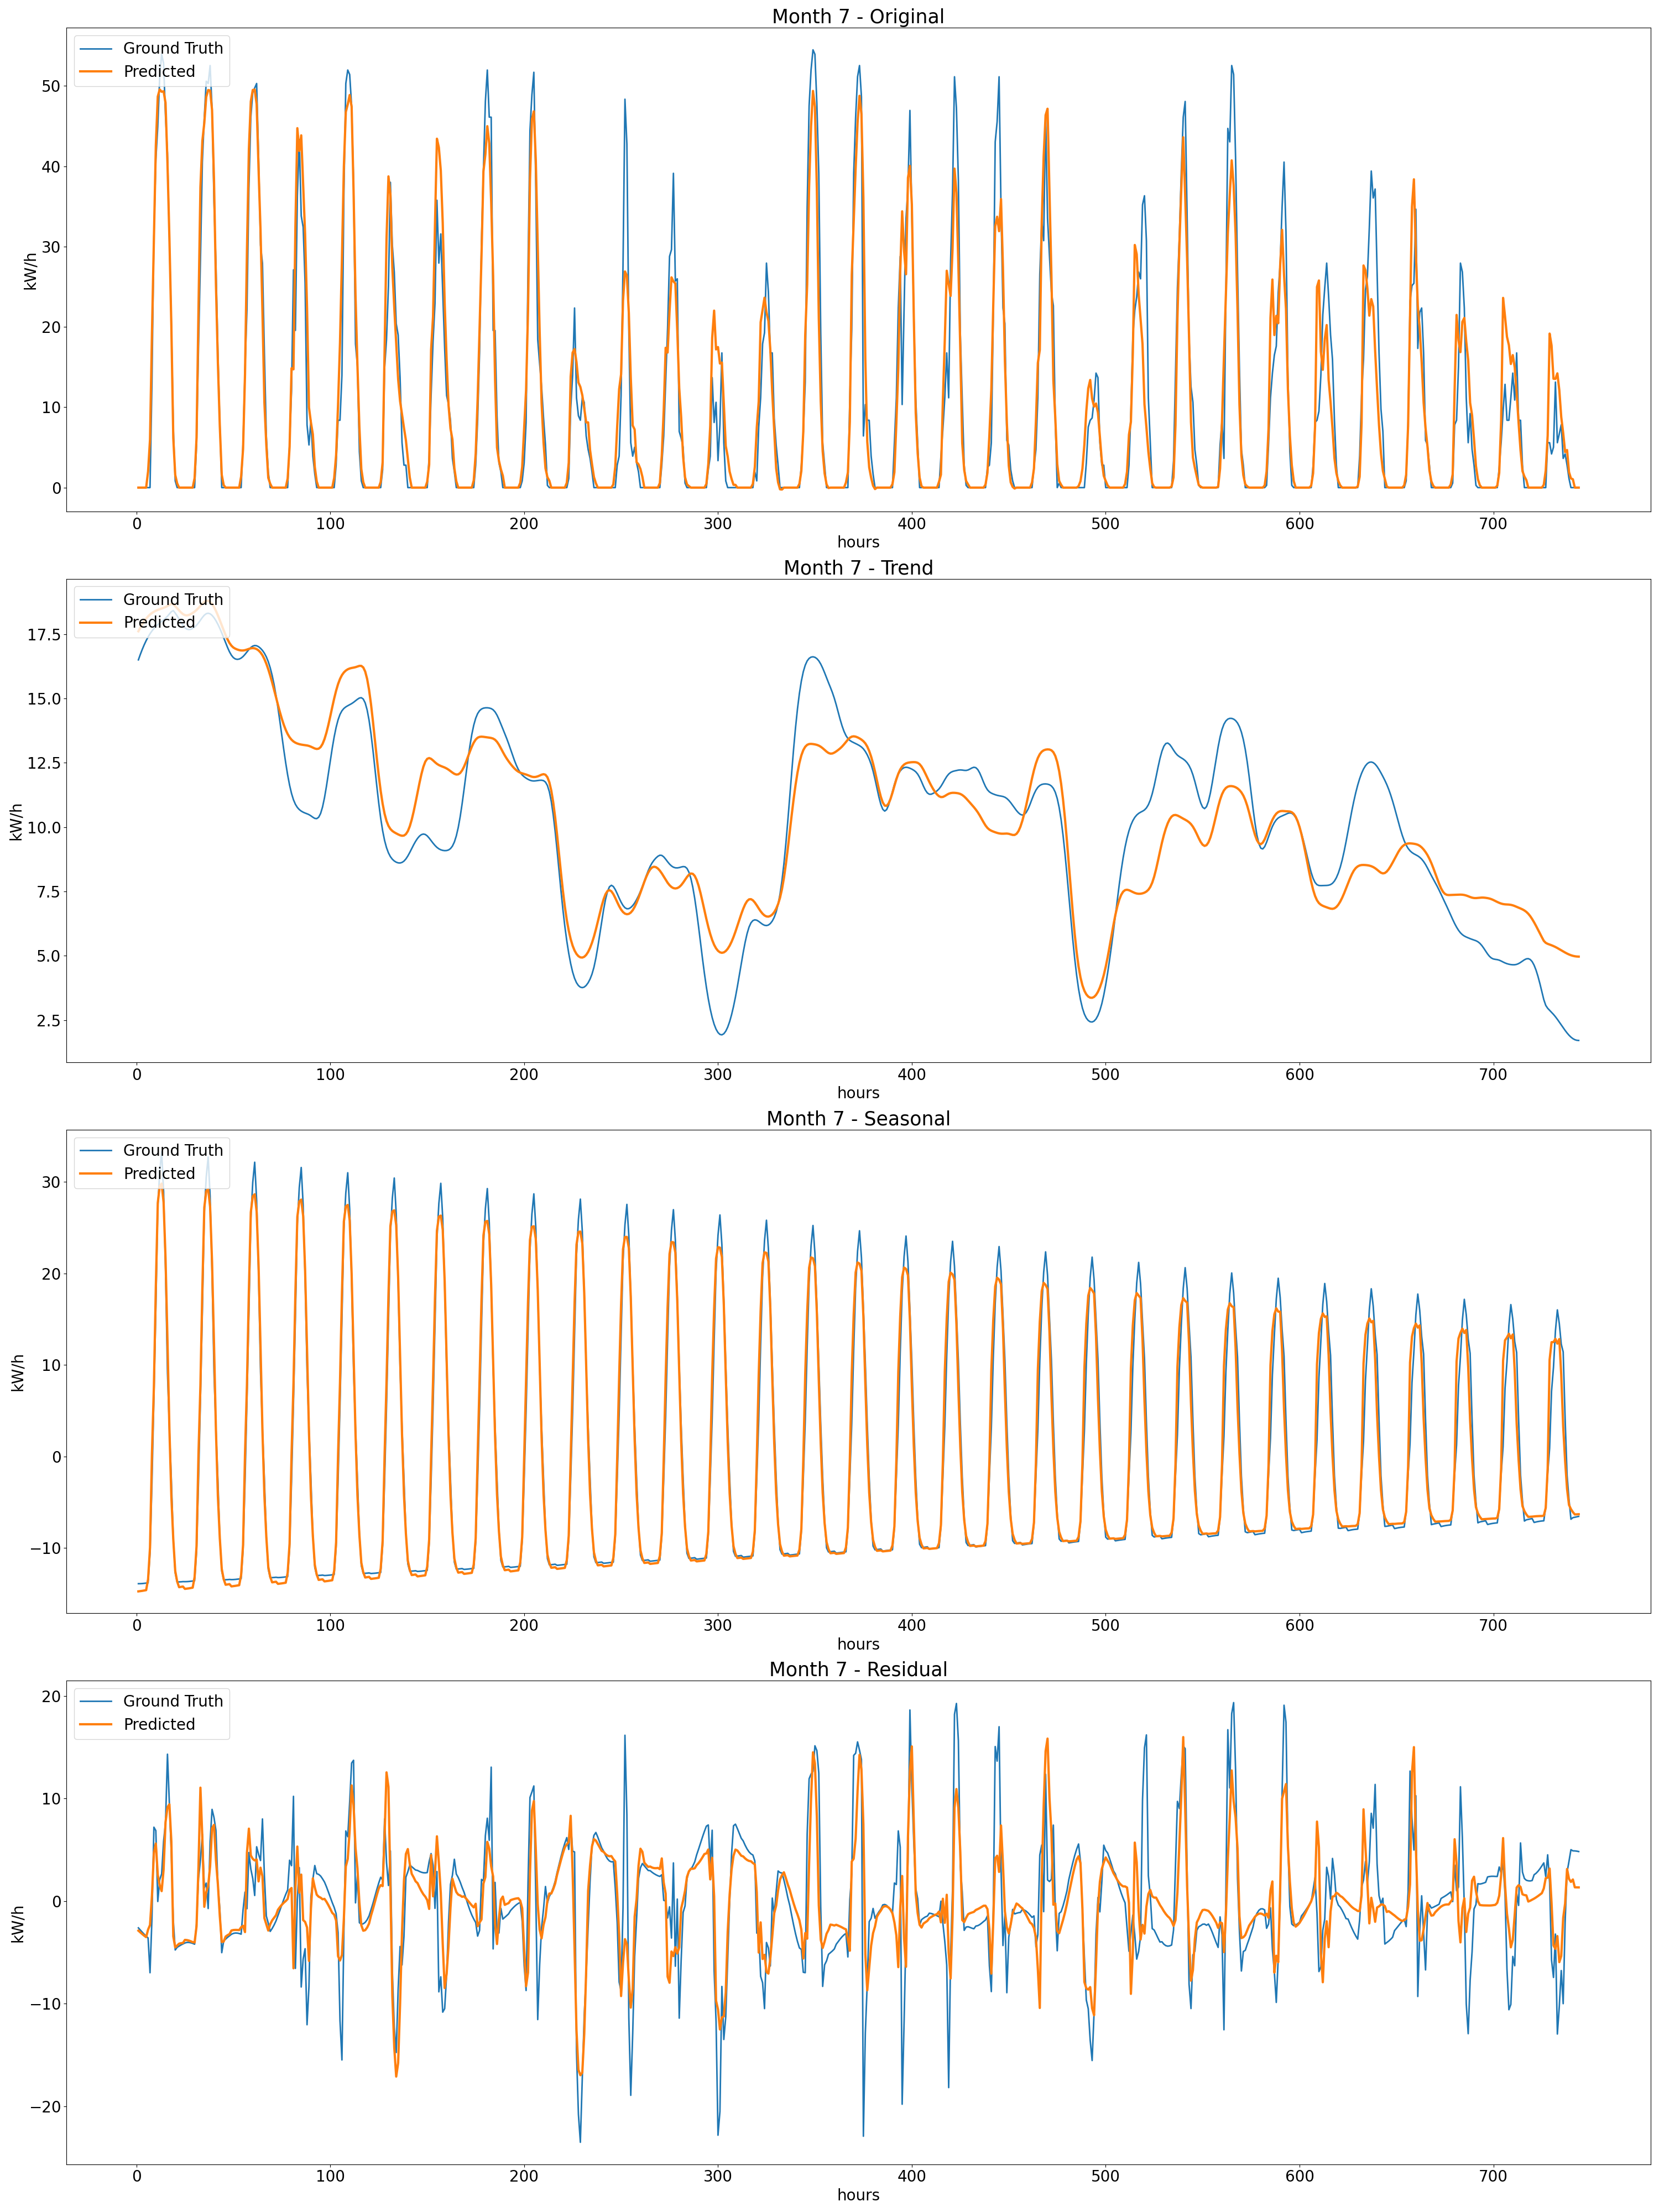 Month 7 - Original
Ground Truth
Predicted
kW/h
50
40
30
20
10
0
0 100 200 300 400 500 600 700
hours
Month 7 - Trend
Ground Truth
Predicted
kW/h
17.5
15.0
12.5
10.0
7.5
5.0
2.5
0 100 200 300 400 500 600 700
hours
Month 7 - Seasonal
Ground Truth
Predicted
kW/h
30
20
10
0
−10
0 100 200 300 400 500 600 700
hours
Month 7 - Residual
Ground Truth
Predicted
kW/h
20
10
0
−10
−20
0 100 200 300 400 500 600 700
hours